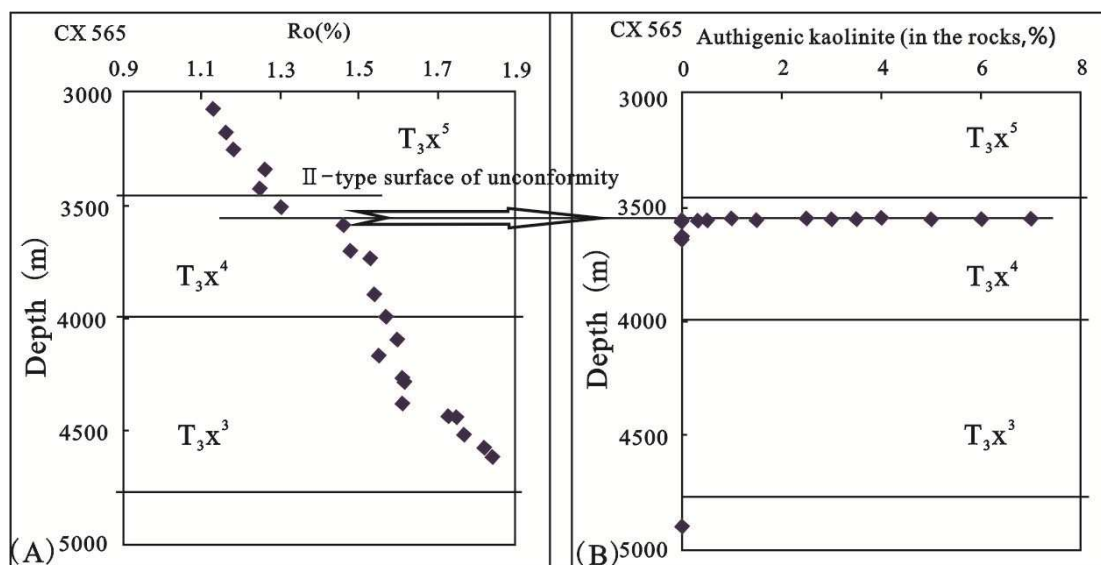 CX 565
Ro(%)
0.9 1.1 1.3 1.5 1.7 1.9
3000
3500
4000
4500
5000
Depth (m)
T₃x⁵
Ⅱ-type surface of unconformity
T₃x⁴
T₃x³
(A)
CX 565
Authigenic kaolinite (in the rocks,%)
0 2 4 6 8
3000
3500
4000
4500
5000
Depth (m)
T₃x⁵
T₃x⁴
T₃x³
(B)